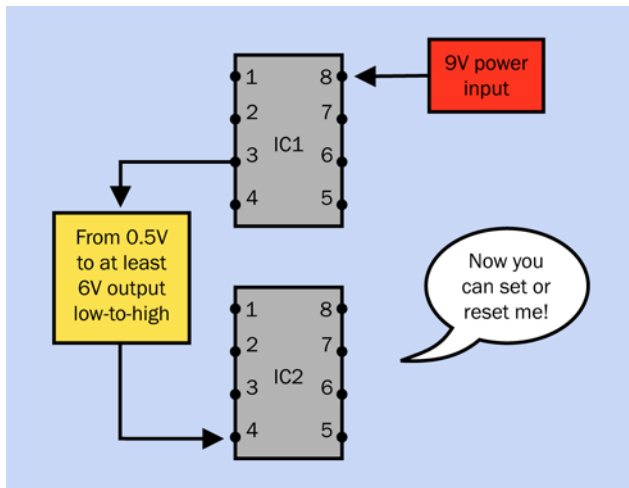 9V power
input
1 8
2 7
IC1
3 6
4 5
From 0.5V
to at least
6V output
low-to-high
Now you
can set or
reset me!
1 8
2 7
IC2
3 6
4 5